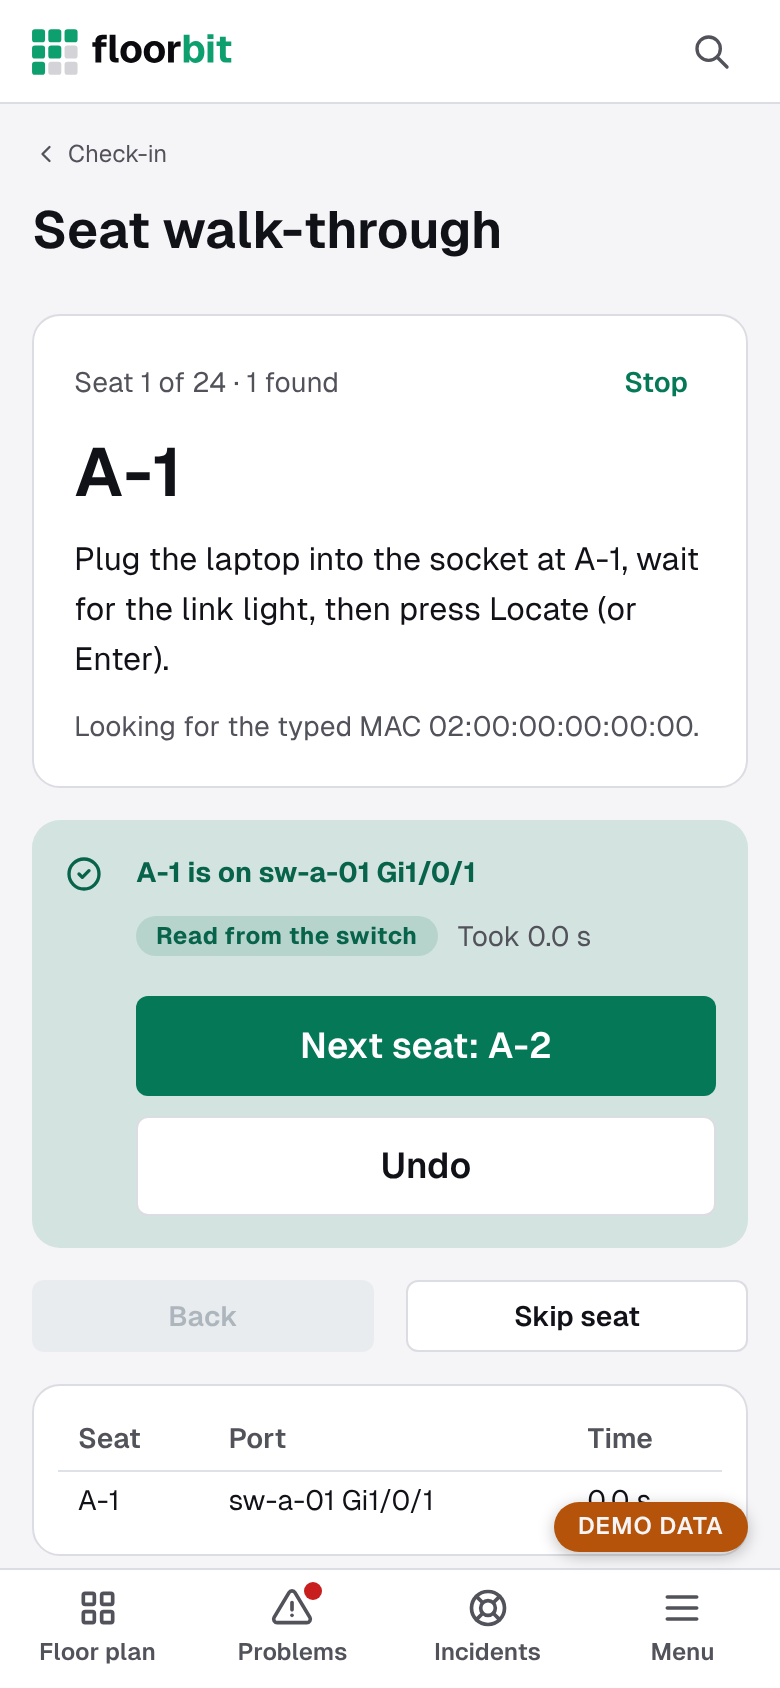 floorbit
Check-in
Seat walk-through
Seat 1 of 24 · 1 found
Stop
A-1
Plug the laptop into the socket at A-1, wait
for the link light, then press Locate (or
Enter).
Looking for the typed MAC 02:00:00:00:00:00.
A-1 is on sw-a-01 Gi1/0/1
Read from the switch
Took 0.0 s
Next seat: A-2
Undo
Back
Skip seat
Seat Port Time
A-1 sw-a-01 Gi1/0/1 0.0 s
DEMO DATA
Floor plan
Problems
Incidents
Menu